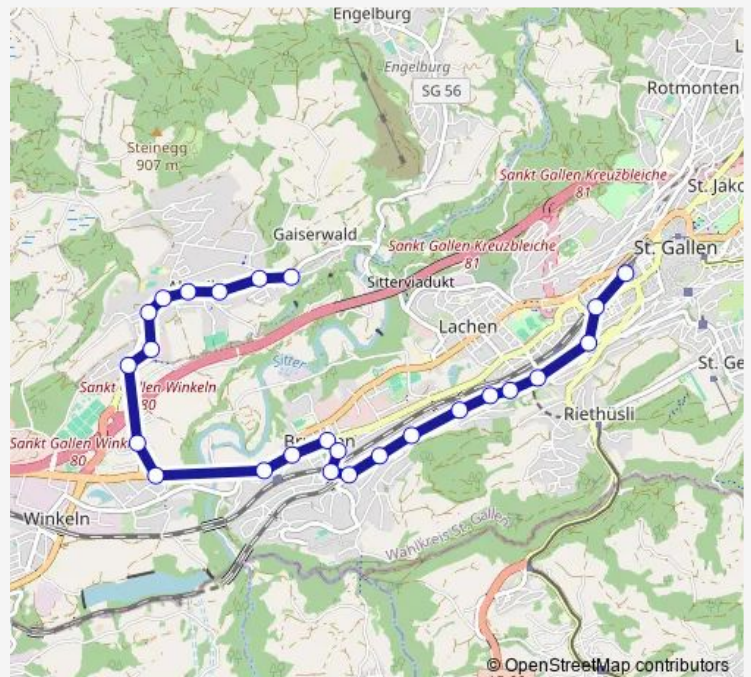 Engelburg
Engelburg
SG 56
Rotmonten
Steinegg
907 m
Sankt Gallen Kreuzbleiche
81
St. Jako
Gaiserwald
Sankt Gallen Kreuzbleiche
81
St. Gallen
Sitterviadukt
Lachen
Sitter
St. Ge
Sankt Gallen Winkeln
80
Riethüsli
Sankt Gallen Wink
80
Winkeln
Wahlkreis St. Gallen
© OpenStreetMap contributors